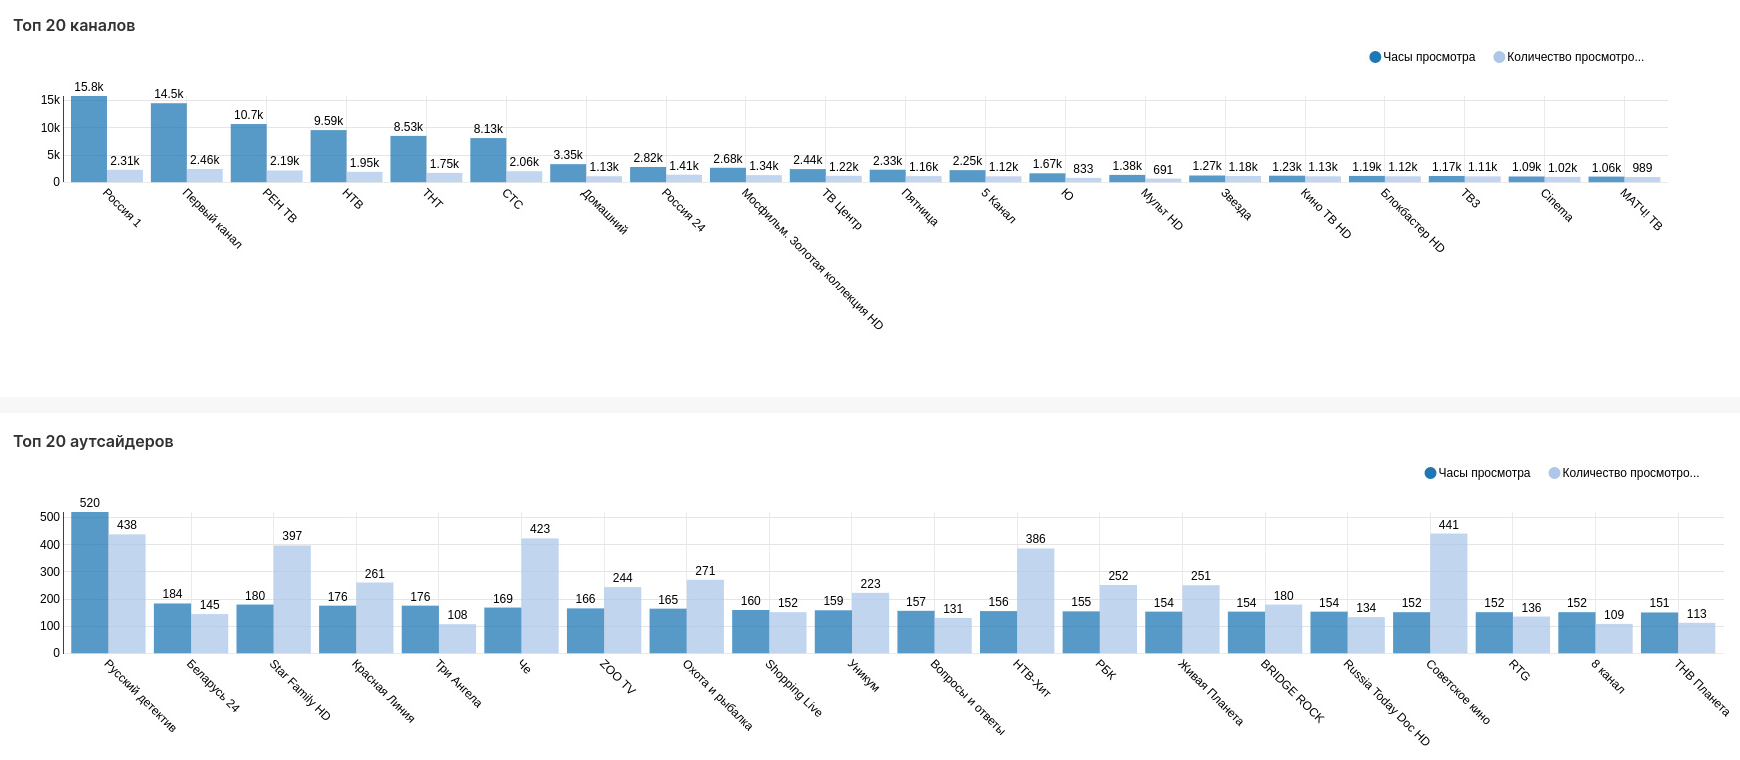 Топ 20 каналов
Часы просмотра Количество просмотро...
15.8k 2.31k 14.5k 2.46k 10.7k 2.19k 9.59k 1.95k 8.53k 1.75k 8.13k 2.06k 3.35k 1.13k 2.82k 1.41k 2.68k 1.34k 2.44k 1.22k 2.33k 1.16k 2.25k 1.12k 1.67k 833 1.38k 691 1.27k 1.18k 1.23k 1.13k 1.19k 1.12k 1.17k 1.11k 1.09k 1.02k 1.06k 989
15k
10k
5k
0
Россия 1
Первый канал
РЕН ТВ
НТВ
ТНТ
СТС
Домашний
Россия 24
Мосфильм. Золотая коллекция HD
ТВ Центр
Пятница
5 Канал
Ю
Мульт HD
Звезда
Кино ТВ HD
Блокбастер HD
ТВ3
Cinema
МАТЧ! ТВ
Топ 20 аутсайдеров
Часы просмотра Количество просмотро...
520 438 184 145 180 397 176 261 176 108 169 423 166 244 165 271 160 152 159 223 157 131 156 386 155 252 154 251 154 180 154 134 152 441 152 136 152 109 151 113
500
400
300
200
100
0
Русский детектив
Беларусь 24
Star Family HD
Красная Линия
Три Ангела
Че
ZOO TV
Охота и рыбалка
Shopping Live
Уникум
Вопросы и ответы
НТВ-Хит
РБК
Живая Планета
BRIDGE ROCK
Russia Today Doc HD
Советское кино
RTG
8 канал
ТНВ Планета